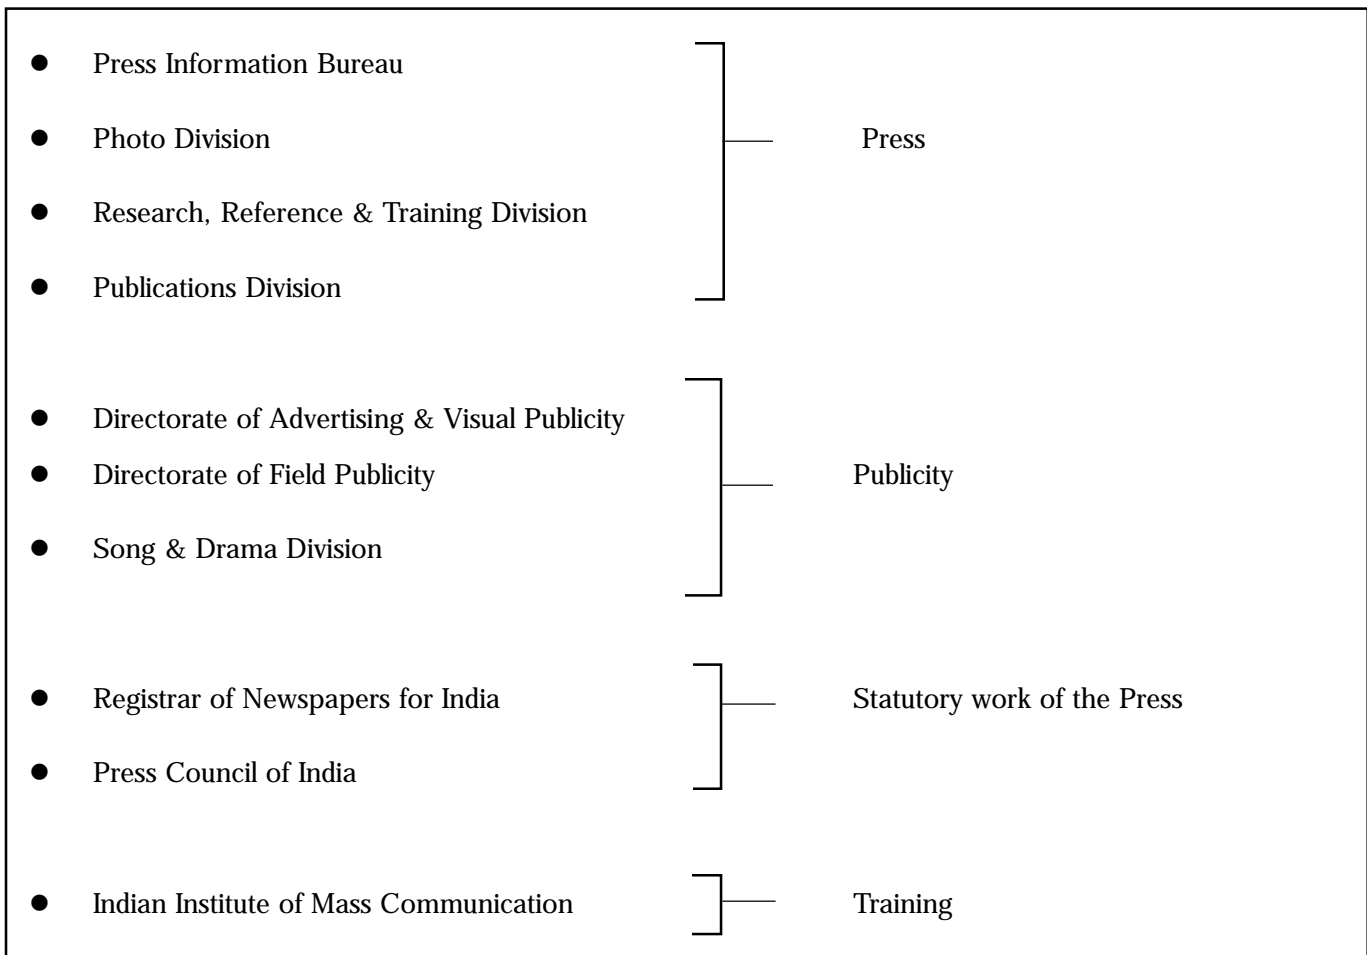 ● Press Information Bureau
● Photo Division Press
● Research, Reference & Training Division
● Publications Division
● Directorate of Advertising & Visual Publicity
● Directorate of Field Publicity Publicity
● Song & Drama Division
● Registrar of Newspapers for India Statutory work of the Press
● Press Council of India
● Indian Institute of Mass Communication Training